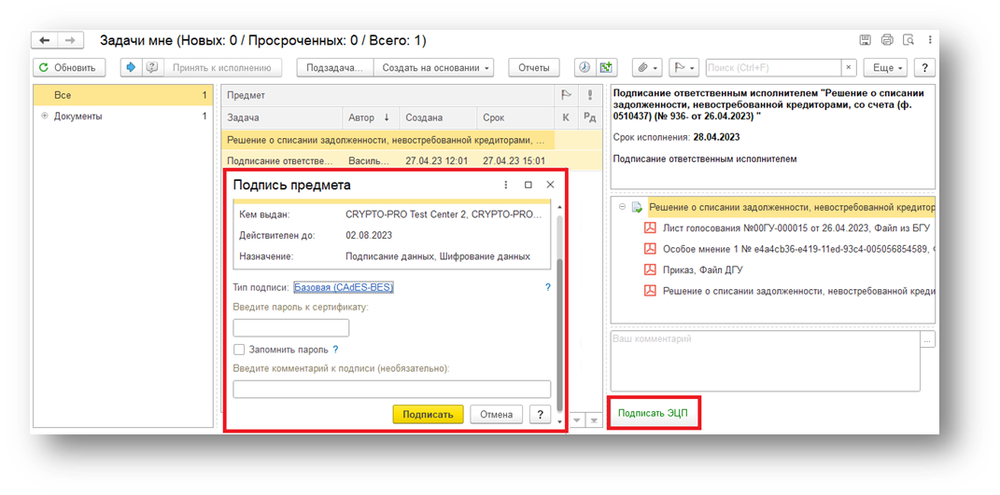 Задачи мне (Новых: 0 / Просроченных: 0 / Всего: 1)
Обновить
Принять к исполнению
Подзадача...
Создать на основании
Отчеты
Поиск (Ctrl+F)
×
Еще
?
Все 1
Документы 1
Предмет
Задача Автор ↓ Создана Срок К Рд
Решение о списании задолженности, невостребованной кредиторами, ...
Подписание ответстве... Василь... 27.04.23 12:01 27.04.23 15:01
Подпись предмета
Кем выдан: CRYPTO-PRO Test Center 2, CRYPTO-PRO...
Действителен до: 02.08.2023
Назначение: Подписание данных, Шифрование данных
Тип подписи: Базовая (CAdES-BES) ?
Введите пароль к сертификату:
Запомнить пароль ?
Введите комментарий к подписи (необязательно):
Подписать
Отмена
?
Подписание ответственным исполнителем "Решение о списании
задолженности, невостребованной кредиторами, со счета (ф.
0510437) (№ 936- от 26.04.2023) "
Срок исполнения: 28.04.2023
Подписание ответственным исполнителем
Решение о списании задолженности, невостребованной кредитор
Лист голосования №00ГУ-000015 от 26.04.2023, Файл из БГУ
Особое мнение 1 № e4a4cb36-e419-11ed-93c4-005056854589,
Приказ, Файл ДГУ
Решение о списании задолженности, невостребованной креди
Ваш комментарий
...
Подписать ЭЦП